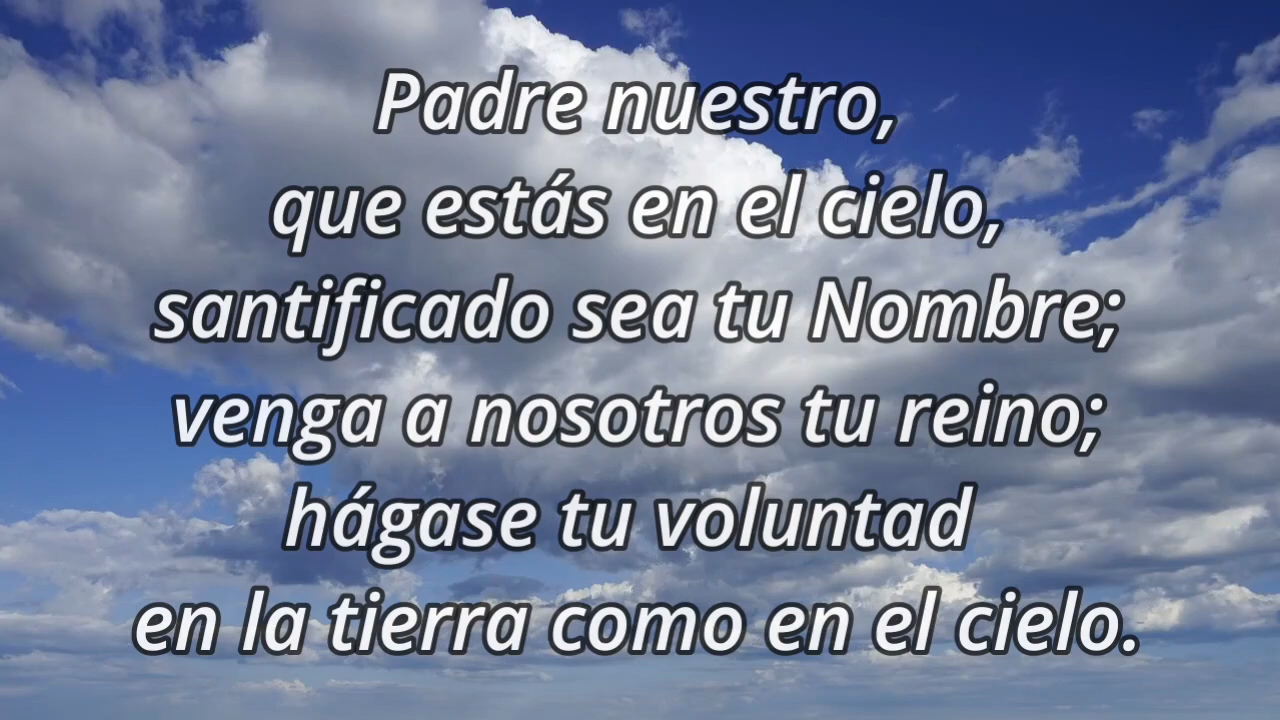 Padre nuestro,
que estás en el cielo,
santificado sea tu Nombre;
venga a nosotros tu reino;
hágase tu voluntad
en la tierra como en el cielo.